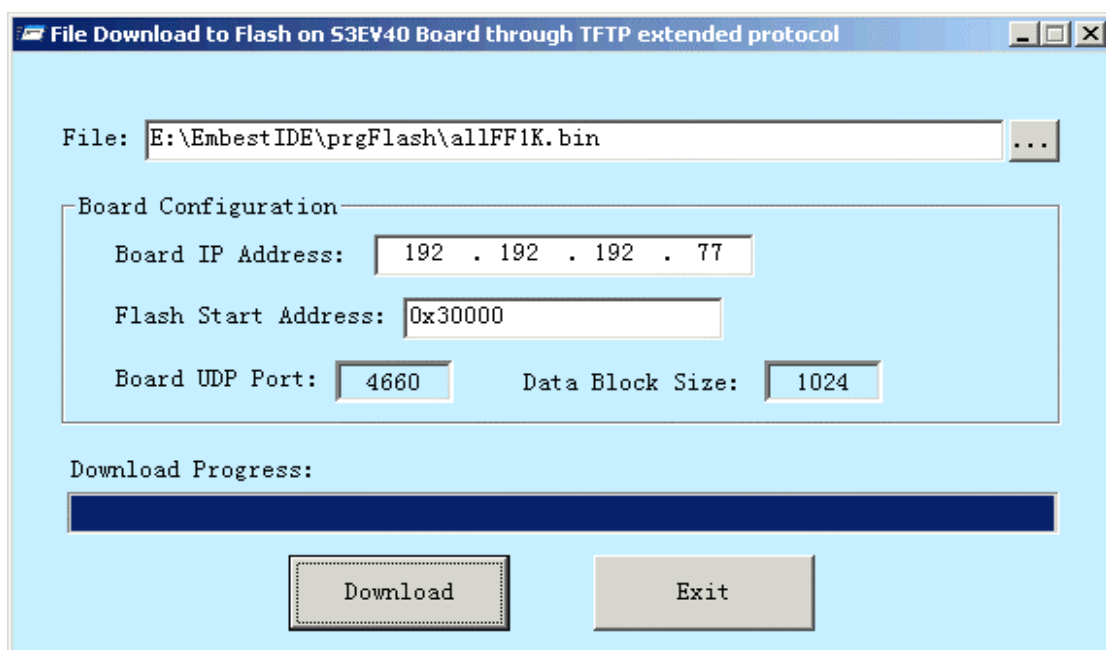 File Download to Flash on S3EV40 Board through TFTP extended protocol
File: E:\EmbestIDE\prgFlash\allFF1K.bin ...
Board Configuration
Board IP Address: 192 . 192 . 192 . 77
Flash Start Address: 0x30000
Board UDP Port: 4660 Data Block Size: 1024
Download Progress:
Download Exit